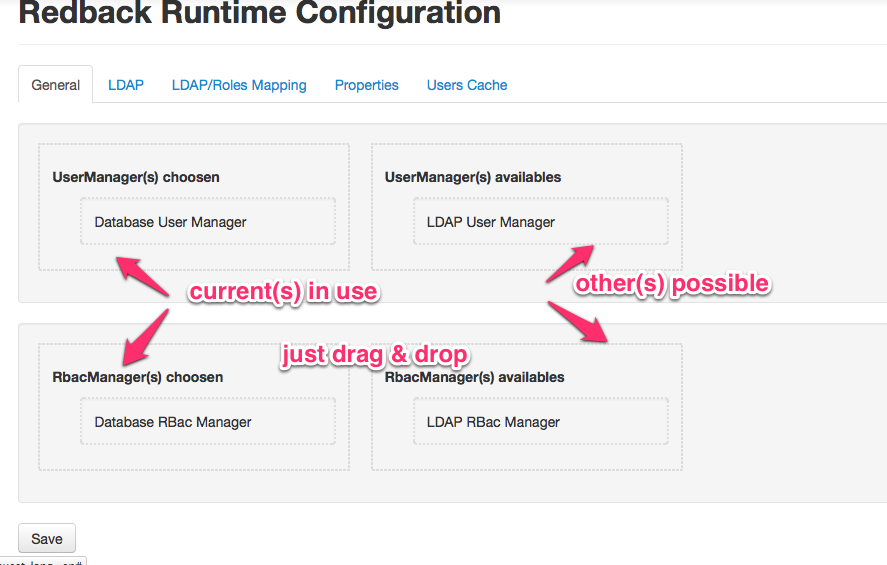 Redback Runtime Configuration
General LDAP LDAP/Roles Mapping Properties Users Cache
UserManager(s) choosen UserManager(s) availables
Database User Manager LDAP User Manager
current(s) in use other(s) possible
just drag & drop
RbacManager(s) choosen RbacManager(s) availables
Database RBac Manager LDAP RBac Manager
Save